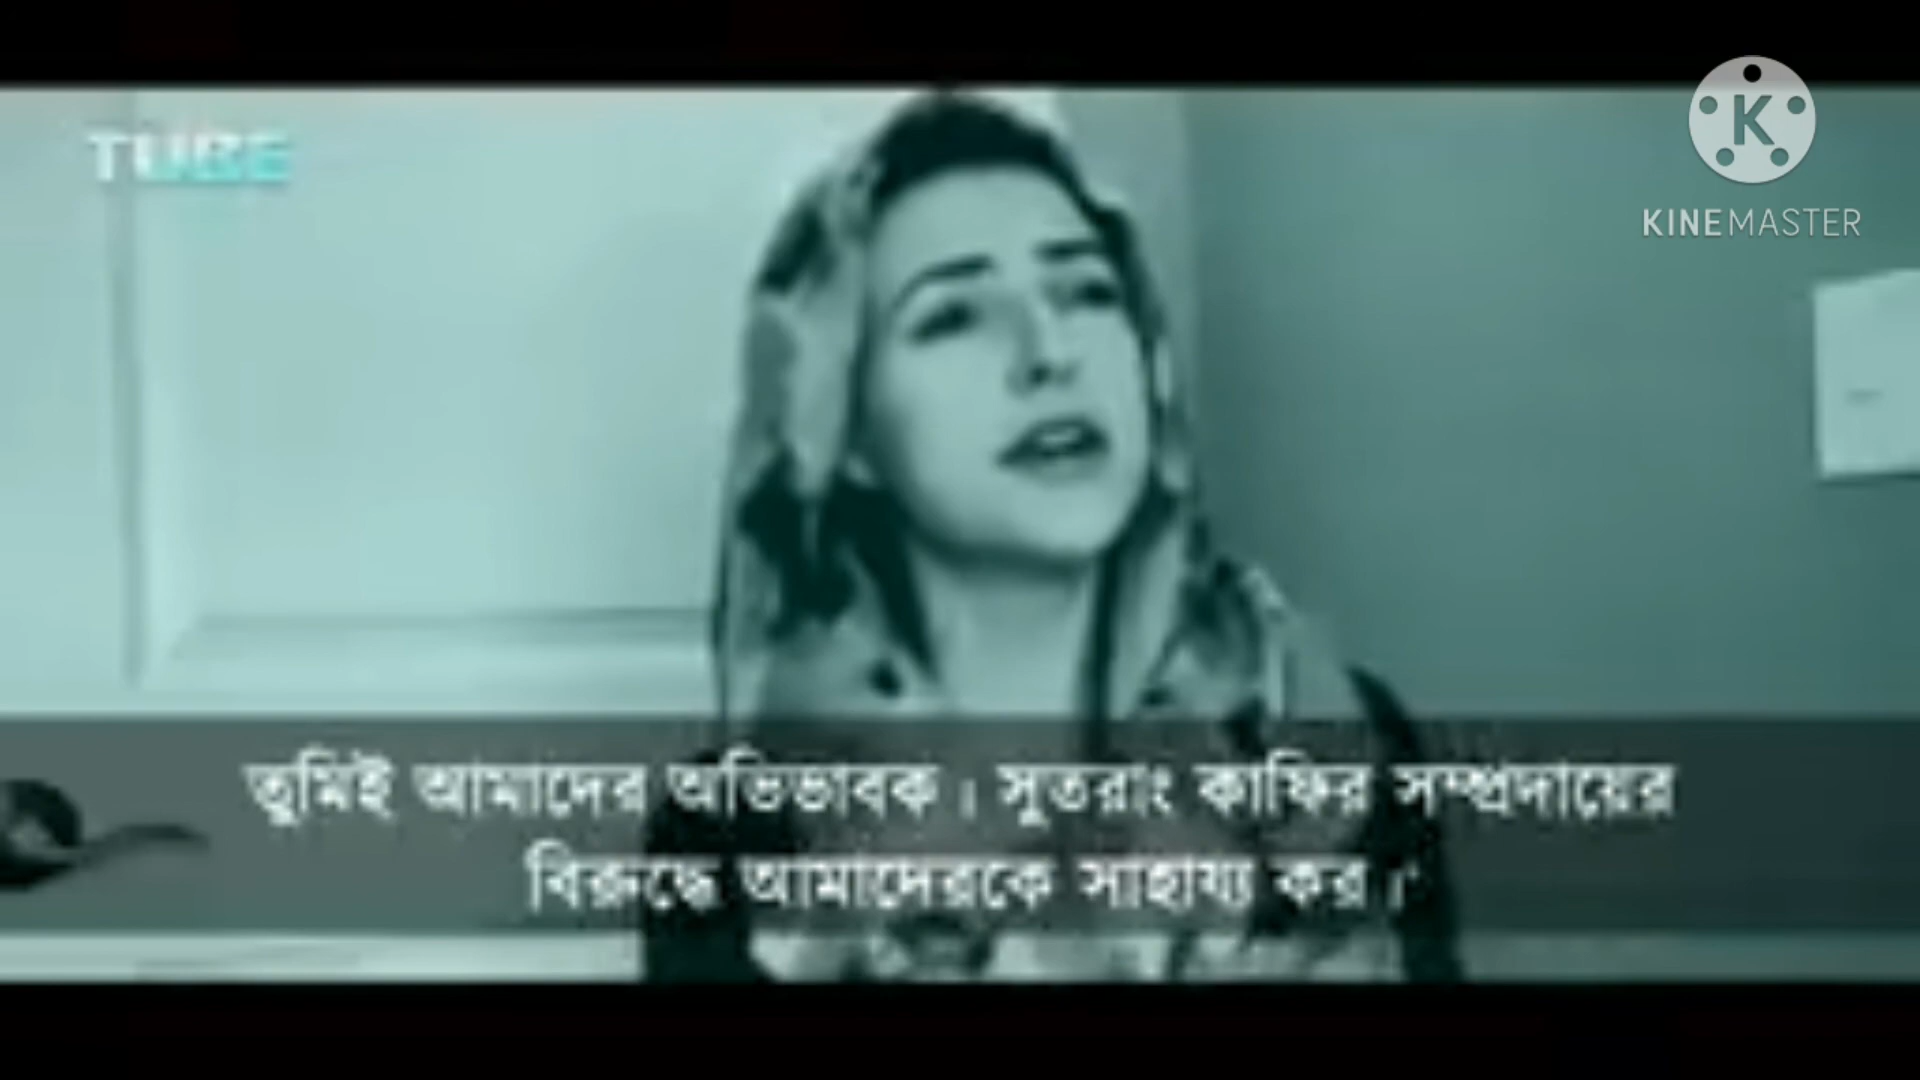 TUBE
KINEMASTER
তুমিই আমাদের অভিভাবক। সুতরাং কাফির সম্প্রদায়ের
বিরুদ্ধে আমাদেরকে সাহায্য কর।